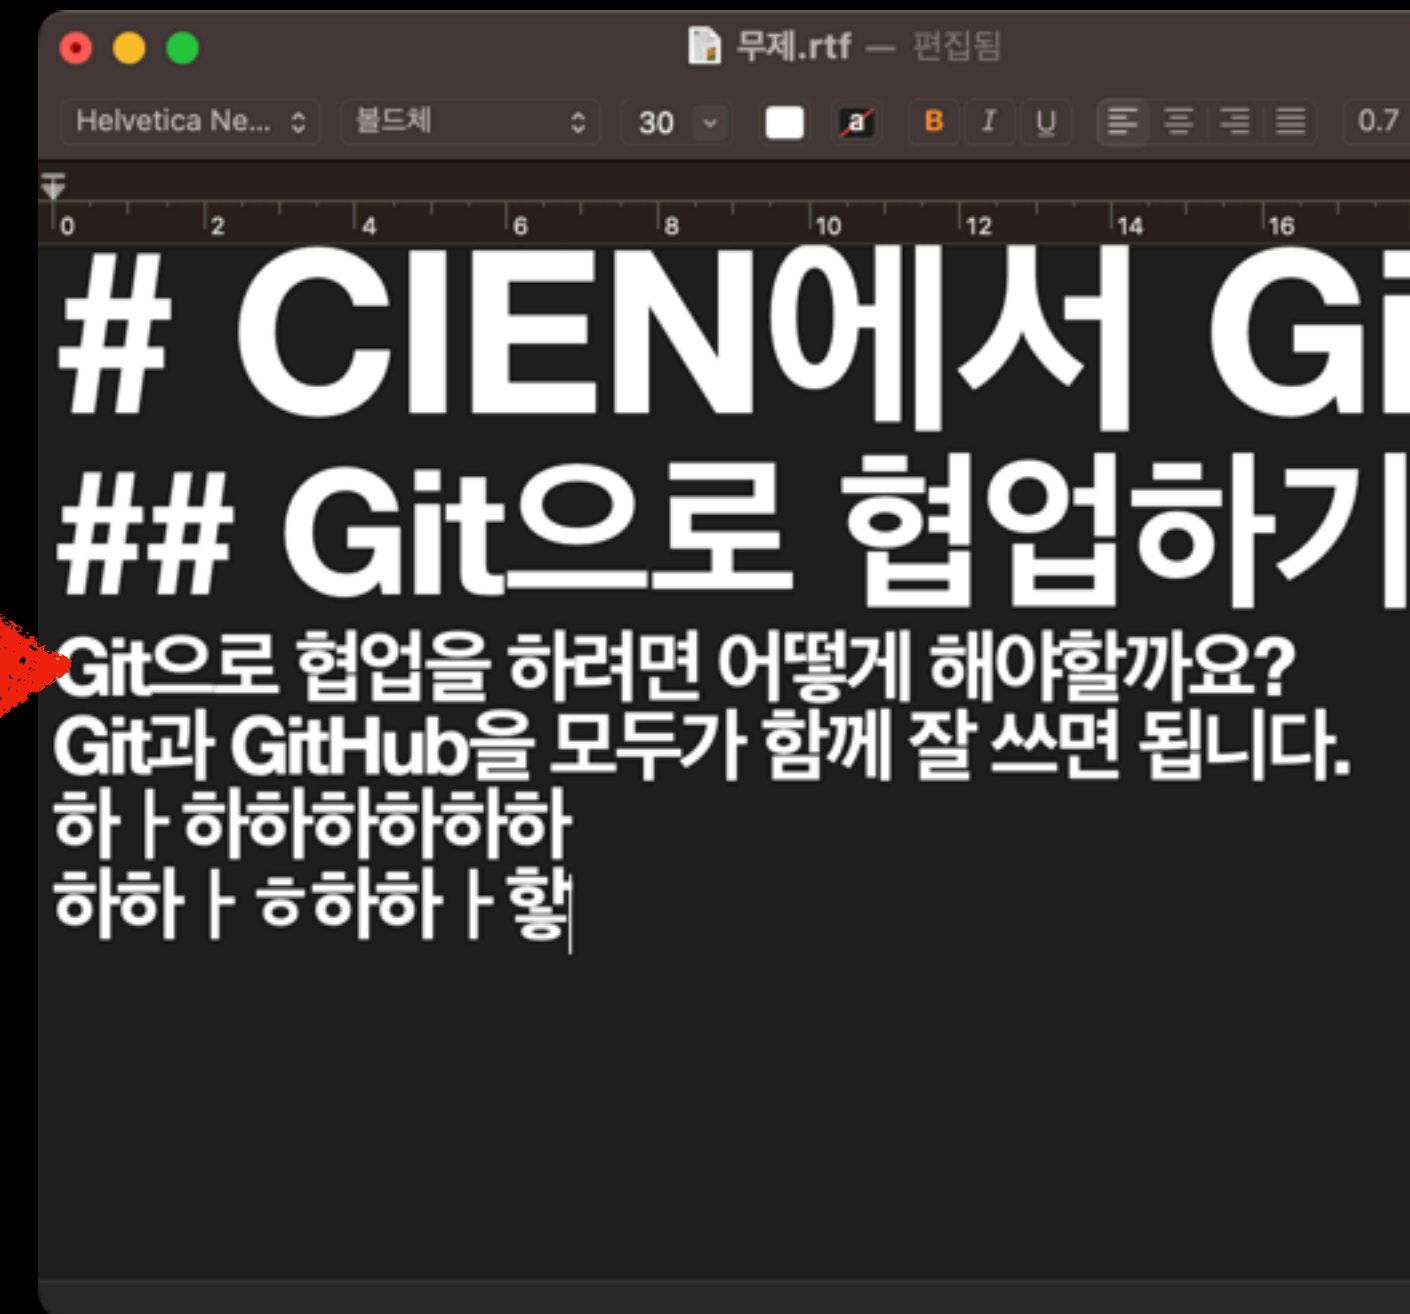 무제.rtf — 편집됨
Helvetica Ne... 볼드체 30 a B I U 0.7
0 2 4 6 8 10 12 14 16
# CIEN에서 Gi
## Git으로 협업하기
Git으로 협업을 하려면 어떻게 해야할까요?
Git과 GitHub을 모두가 함께 잘 쓰면 됩니다.
하ㅏ하하하하하하
하하ㅏㅎ하하ㅏ핳